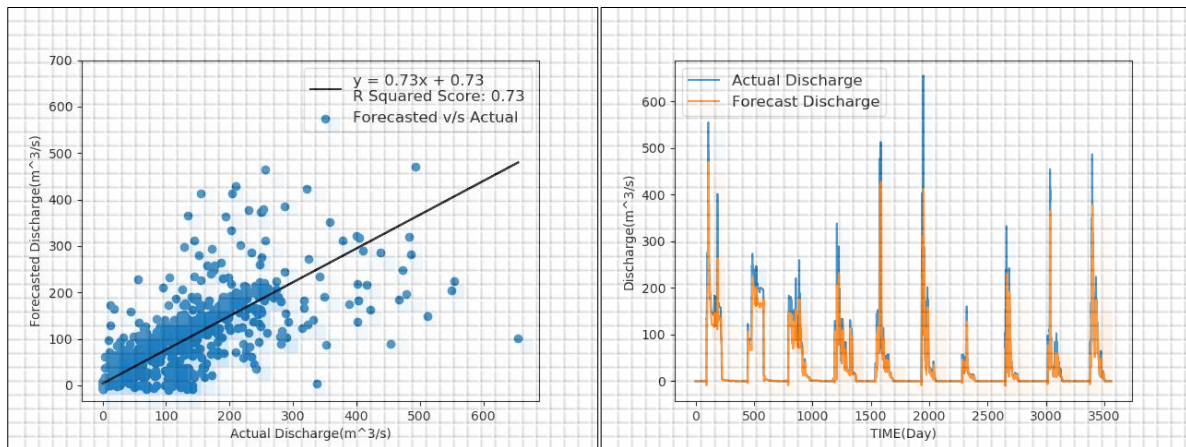 700
600
500
400
300
200
100
0
Forecasted Discharge(m^3/s)
y = 0.73x + 0.73
R Squared Score: 0.73
Forecasted v/s Actual
0 100 200 300 400 500 600
Actual Discharge(m^3/s)
600
500
400
300
200
100
0
Discharge(m^3/s)
Actual Discharge
Forecast Discharge
0 500 1000 1500 2000 2500 3000 3500
TIME(Day)